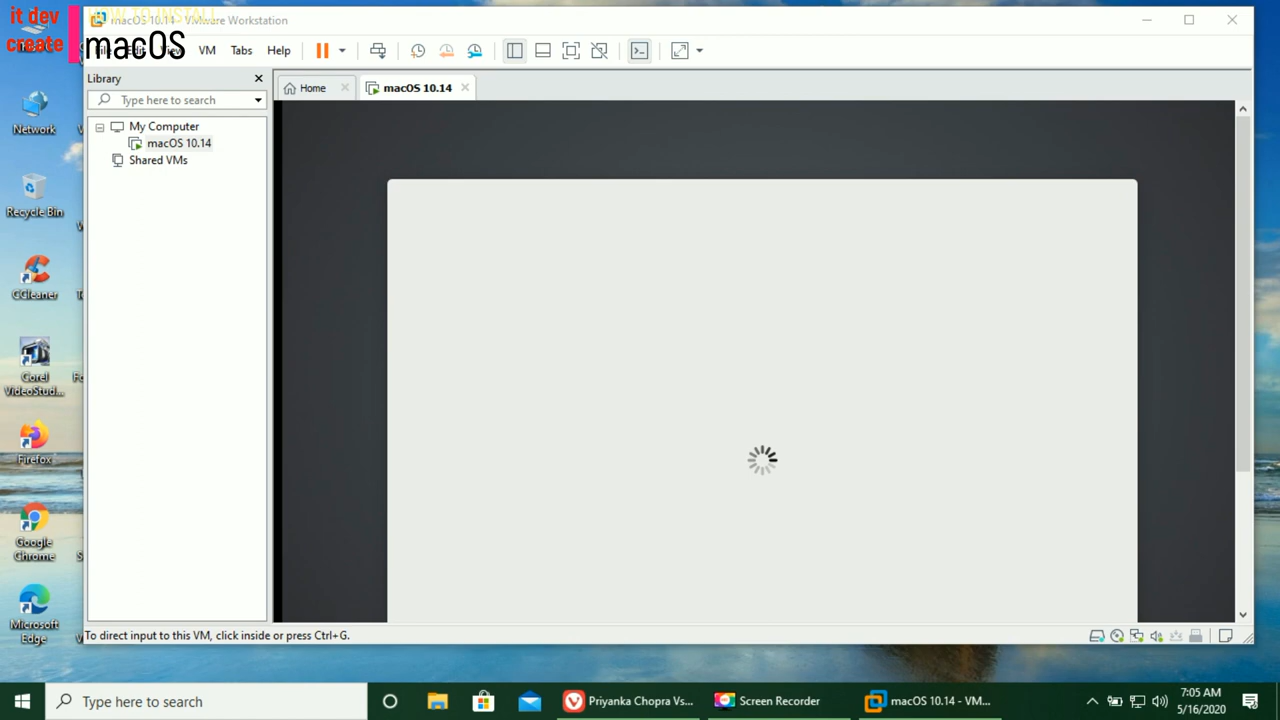 it dev
create
HOW TO INSTALL
macOS
macOS 10.14 - VMware Workstation
VM
Tabs
Help
Library
Type here to search
Home
macOS 10.14
My Computer
macOS 10.14
Shared VMs
Network
Recycle Bin
CCleaner
Corel
VideoStud...
Firefox
Google
Chrome
Microsoft
Edge
To direct input to this VM, click inside or press Ctrl+G.
Type here to search
Priyanka Chopra Vs...
Screen Recorder
macOS 10.14 - VM...
7:05 AM
5/16/2020